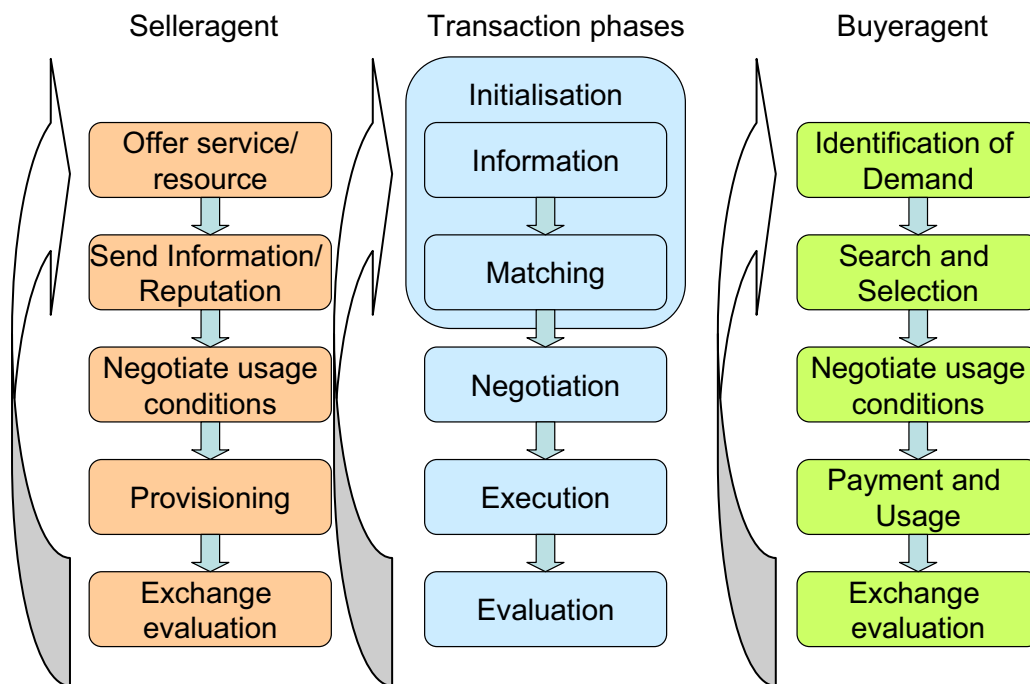 Selleragent
Transaction phases
Buyeragent
Offer service/
resource
Send Information/
Reputation
Negotiate usage
conditions
Provisioning
Exchange
evaluation
Initialisation
Information
Matching
Negotiation
Execution
Evaluation
Identification of
Demand
Search and
Selection
Negotiate usage
conditions
Payment and
Usage
Exchange
evaluation